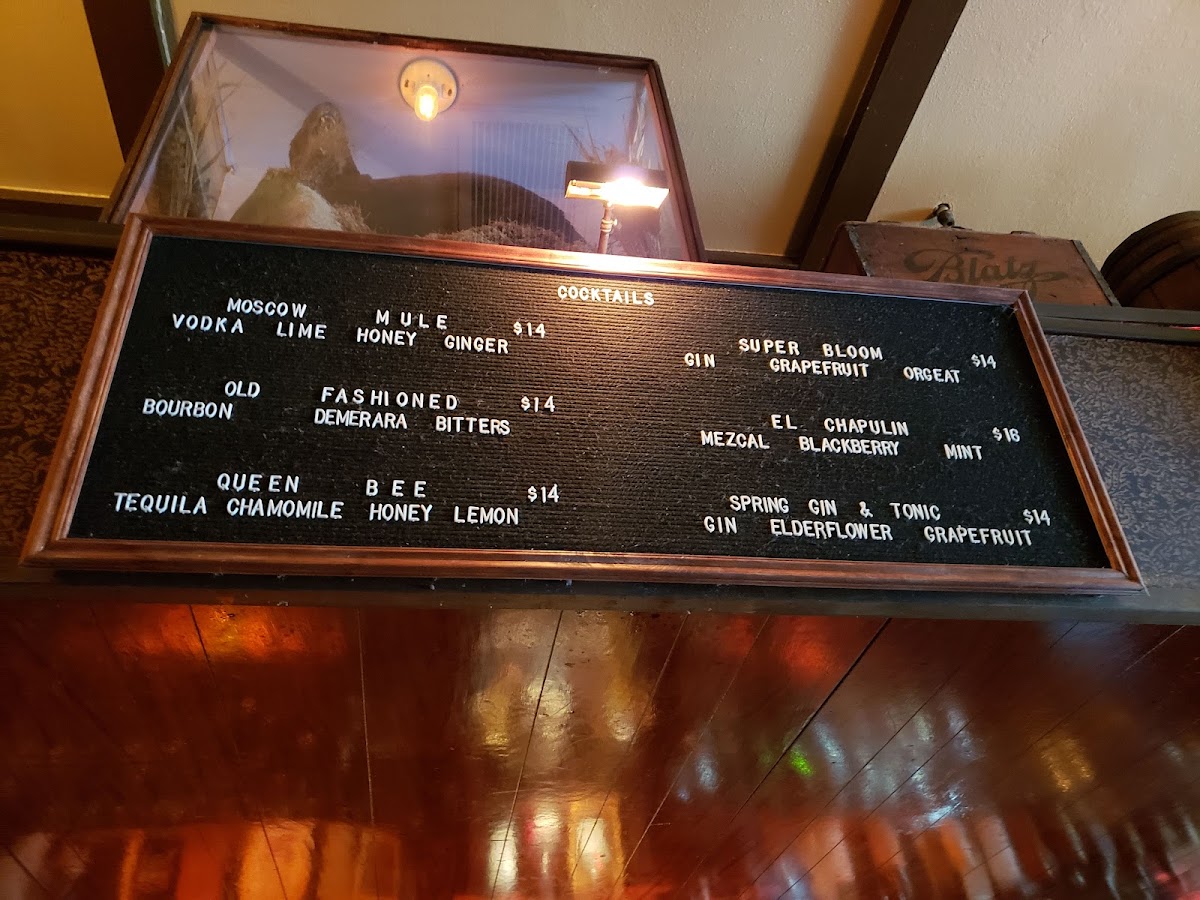 Blatz
COCKTAILS
MOSCOW MULE $14
VODKA LIME HONEY GINGER
OLD FASHIONED $14
BOURBON DEMERARA BITTERS
QUEEN BEE $14
TEQUILA CHAMOMILE HONEY LEMON
SUPER BLOOM $14
GIN GRAPEFRUIT ORGEAT
EL CHAPULIN $16
MEZCAL BLACKBERRY MINT
SPRING GIN & TONIC $14
GIN ELDERFLOWER GRAPEFRUIT